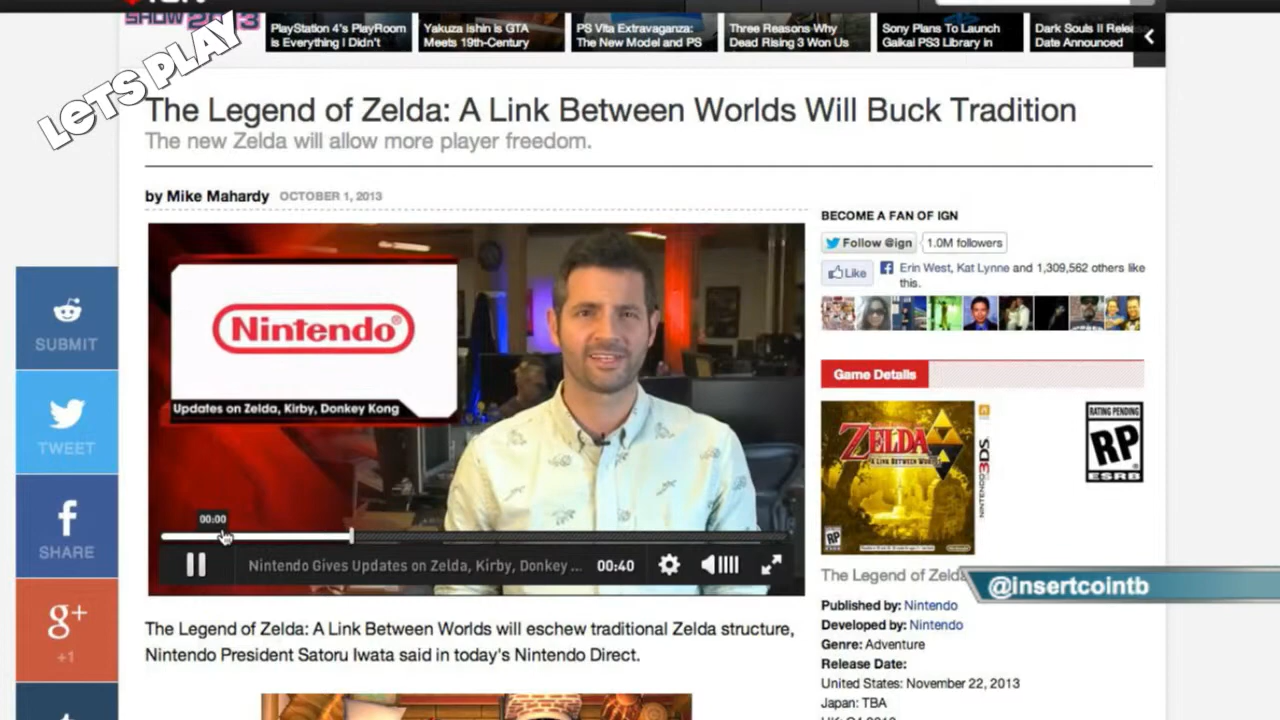 SHOW 2013
LETS PLAY
PlayStation 4's PlayRoom
is Everything I Didn't
Yakuza Ishin is GTA
Meets 19th-Century
PS Vita Extravaganza:
The New Model and PS
Three Reasons Why
Dead Rising 3 Won Us
Sony Plans To Launch
Gaikai PS3 Library in
Dark Souls II Relea
Date Announced
The Legend of Zelda: A Link Between Worlds Will Buck Tradition
The new Zelda will allow more player freedom.
by Mike Mahardy OCTOBER 1, 2013
BECOME A FAN OF IGN
Follow @ign 1.0M followers
Like Erin West, Kat Lynne and 1,309,562 others like
this.
SUBMIT
TWEET
SHARE
g+
+1
Nintendo®
Updates on Zelda, Kirby, Donkey Kong
00:00
Nintendo Gives Updates on Zelda, Kirby, Donkey ... 00:40
Game Details
ZELDA
A LINK BETWEEN WORLDS
NINTENDO 3DS
RP
RATING PENDING
RP
ESRB
The Legend of Zelda
@insertcointb
Published by: Nintendo
Developed by: Nintendo
Genre: Adventure
Release Date:
United States: November 22, 2013
Japan: TBA
The Legend of Zelda: A Link Between Worlds will eschew traditional Zelda structure,
Nintendo President Satoru Iwata said in today's Nintendo Direct.